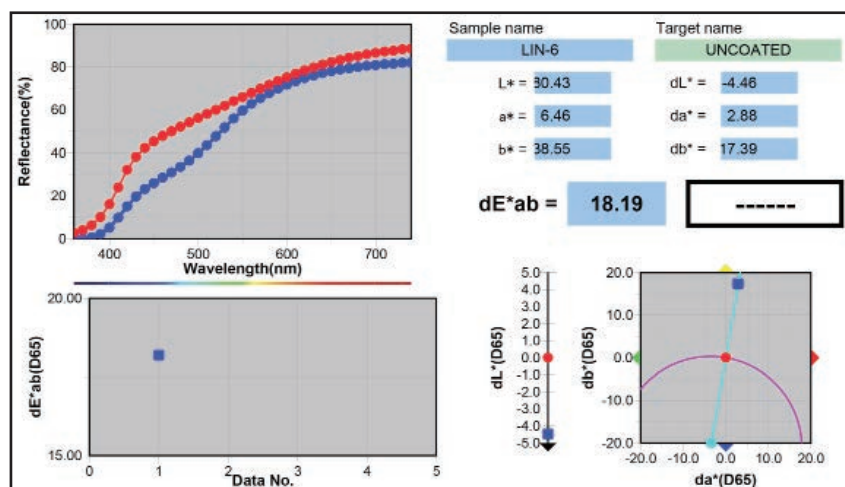 Sample name
Target name
LIN-6
UNCOATED
L* = 80.43
dL* = -4.46
a* = 6.46
da* = 2.88
b* = 38.55
db* = 17.39
dE*ab = 18.19
------
Reflectance(%)
100
80
60
40
20
0
400 500 600 700
Wavelength(nm)
dE*ab(D65)
20.00
15.00
0 1 2 3 4 5
Data No.
dL*(D65)
5.0
4.0
3.0
2.0
1.0
0.0
-1.0
-2.0
-3.0
-4.0
-5.0
db*(D65)
20.0
10.0
0.0
-10.0
-20.0
-20.0 -10.0 0.0 10.0 20.0
da*(D65)